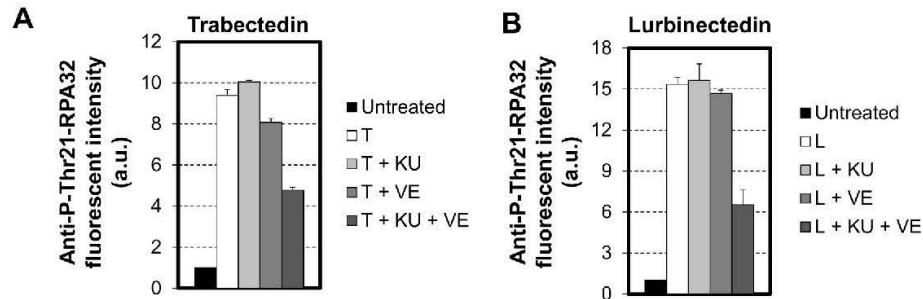 A
Trabectedin
Anti-P-Thr21-RPA32
fluorescent intensity
(a.u.)
12
10
8
6
4
2
0
Untreated
T
T + KU
T + VE
T + KU + VE
B
Lurbinectedin
Anti-P-Thr21-RPA32
fluorescent intensity
(a.u.)
18
15
12
9
6
3
0
Untreated
L
L + KU
L + VE
L + KU + VE